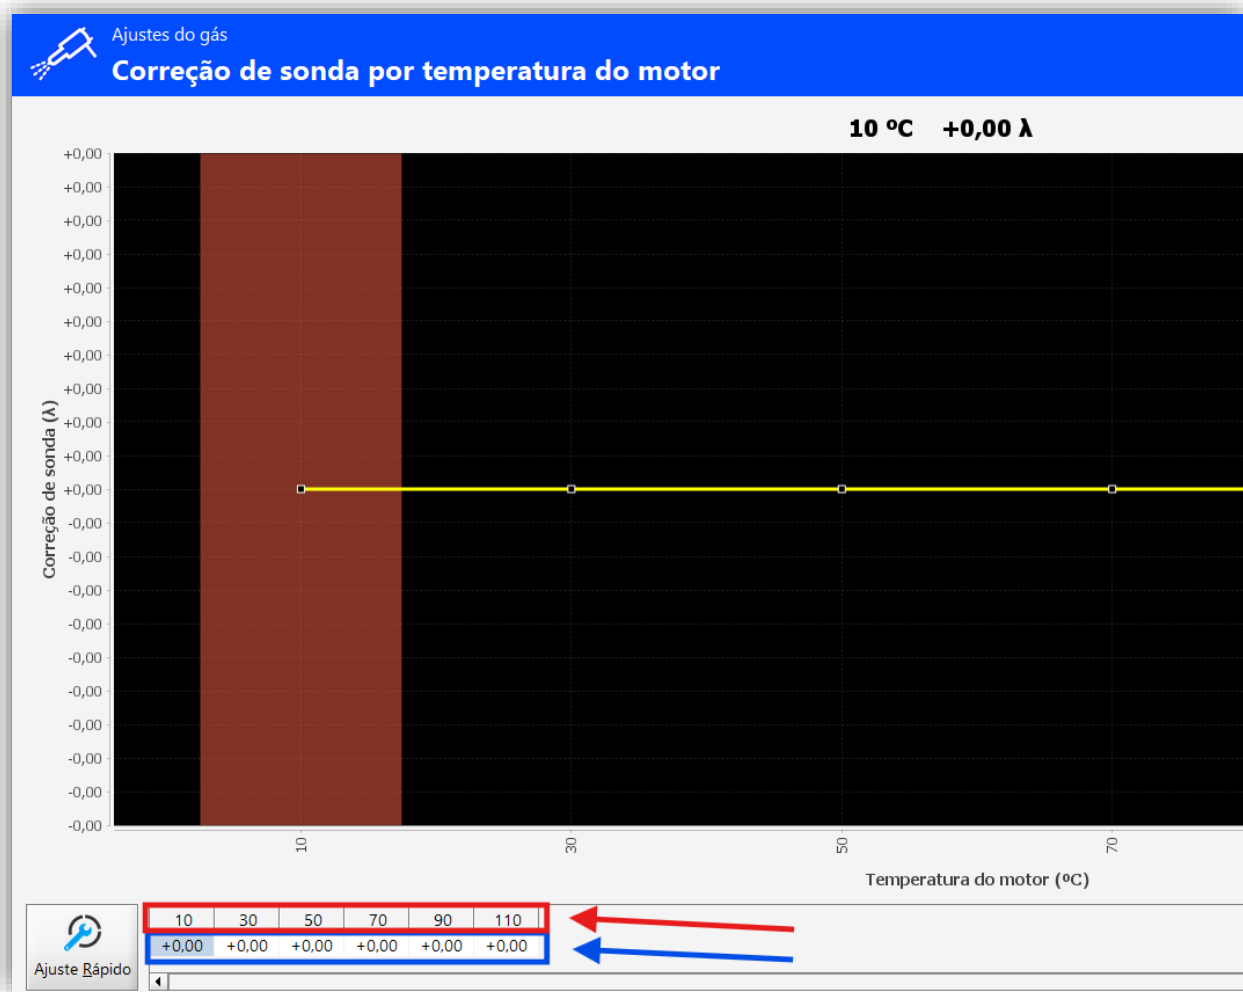 Ajustes do gás
Correção de sonda por temperatura do motor
10 ºC +0,00 λ
+0,00
+0,00
+0,00
+0,00
+0,00
+0,00
+0,00
+0,00
+0,00
+0,00
+0,00
-0,00
-0,00
-0,00
-0,00
-0,00
-0,00
-0,00
-0,00
-0,00
-0,00
Correção de sonda (λ)
10 30 50 70
Temperatura do motor (ºC)
Ajuste Rápido
10 30 50 70 90 110
+0,00 +0,00 +0,00 +0,00 +0,00 +0,00